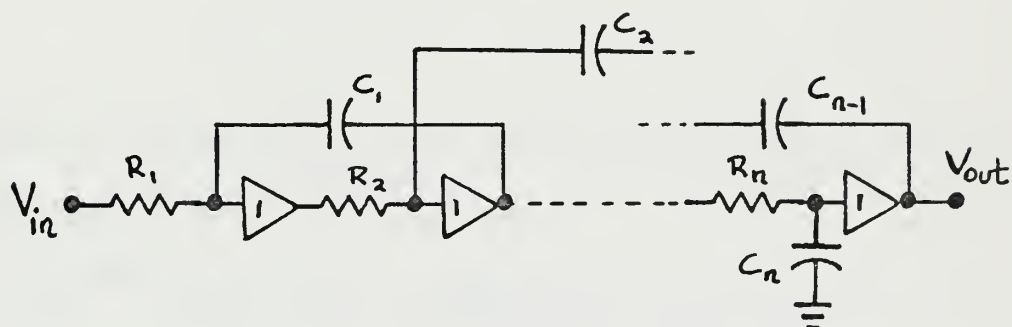 C₂
C₁
Cₙ₋₁
R₁
R₂
Rₙ
Vout
Vin
1
1
1
Cₙ